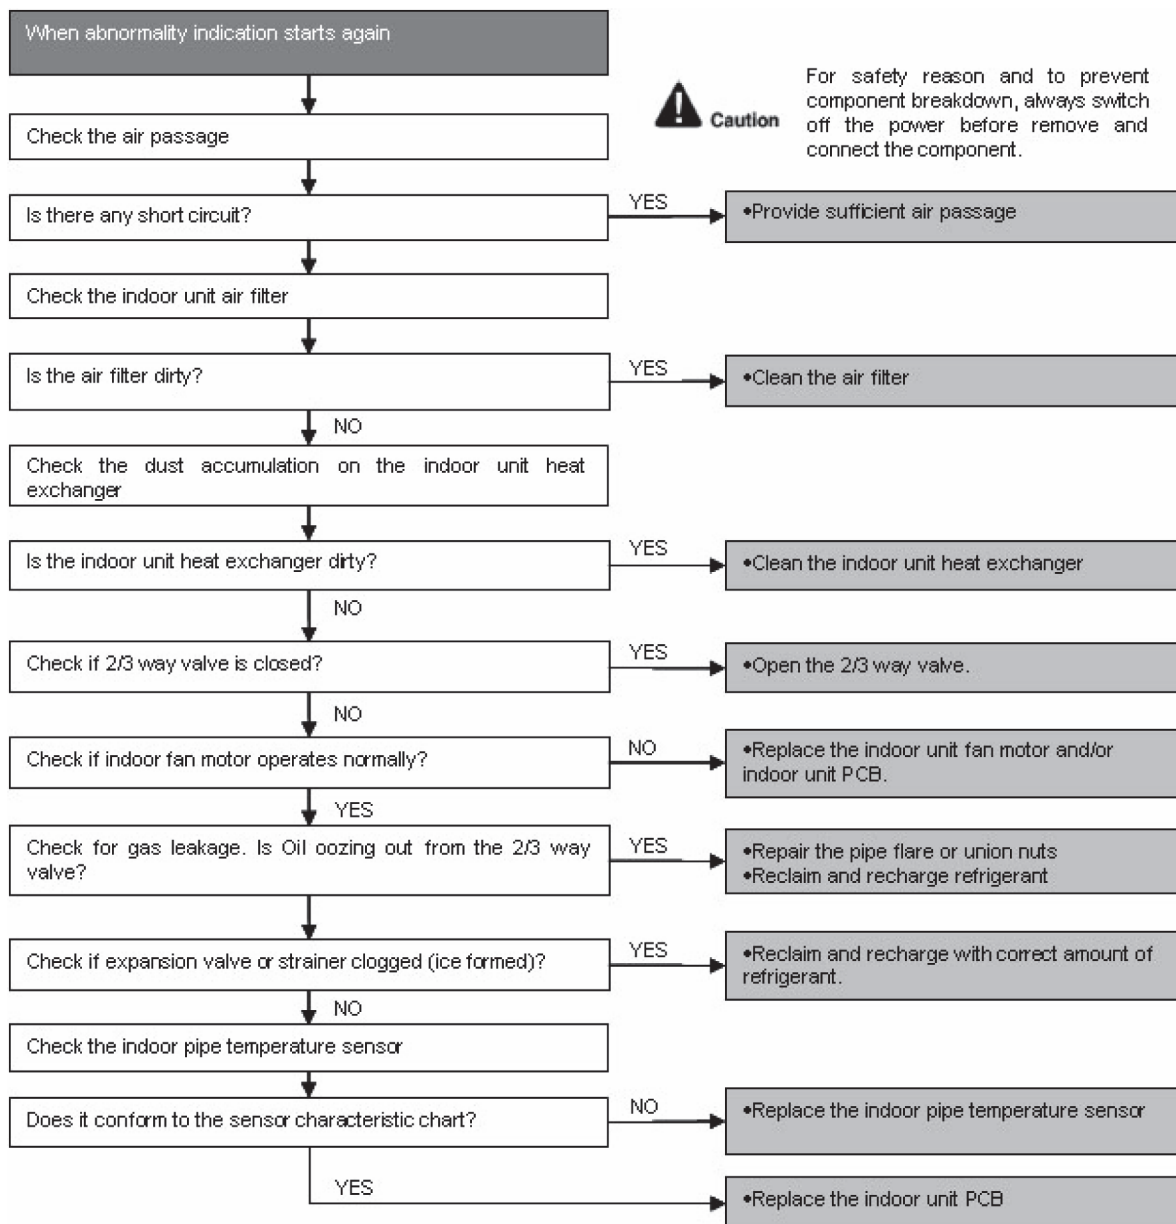 When abnormality indication starts again
For safety reason and to prevent
component breakdown, always switch
off the power before remove and
connect the component.
Caution
Check the air passage
Is there any short circuit?
YES
•Provide sufficient air passage
Check the indoor unit air filter
Is the air filter dirty?
YES
•Clean the air filter
NO
Check the dust accumulation on the indoor unit heat
exchanger
Is the indoor unit heat exchanger dirty?
YES
•Clean the indoor unit heat exchanger
NO
Check if 2/3 way valve is closed?
YES
•Open the 2/3 way valve.
NO
Check if indoor fan motor operates normally?
NO
•Replace the indoor unit fan motor and/or
indoor unit PCB.
YES
Check for gas leakage. Is Oil oozing out from the 2/3 way
valve?
YES
•Repair the pipe flare or union nuts
•Reclaim and recharge refrigerant
Check if expansion valve or strainer clogged (ice formed)?
YES
•Reclaim and recharge with correct amount of
refrigerant.
NO
Check the indoor pipe temperature sensor
Does it conform to the sensor characteristic chart?
NO
•Replace the indoor pipe temperature sensor
YES
•Replace the indoor unit PCB